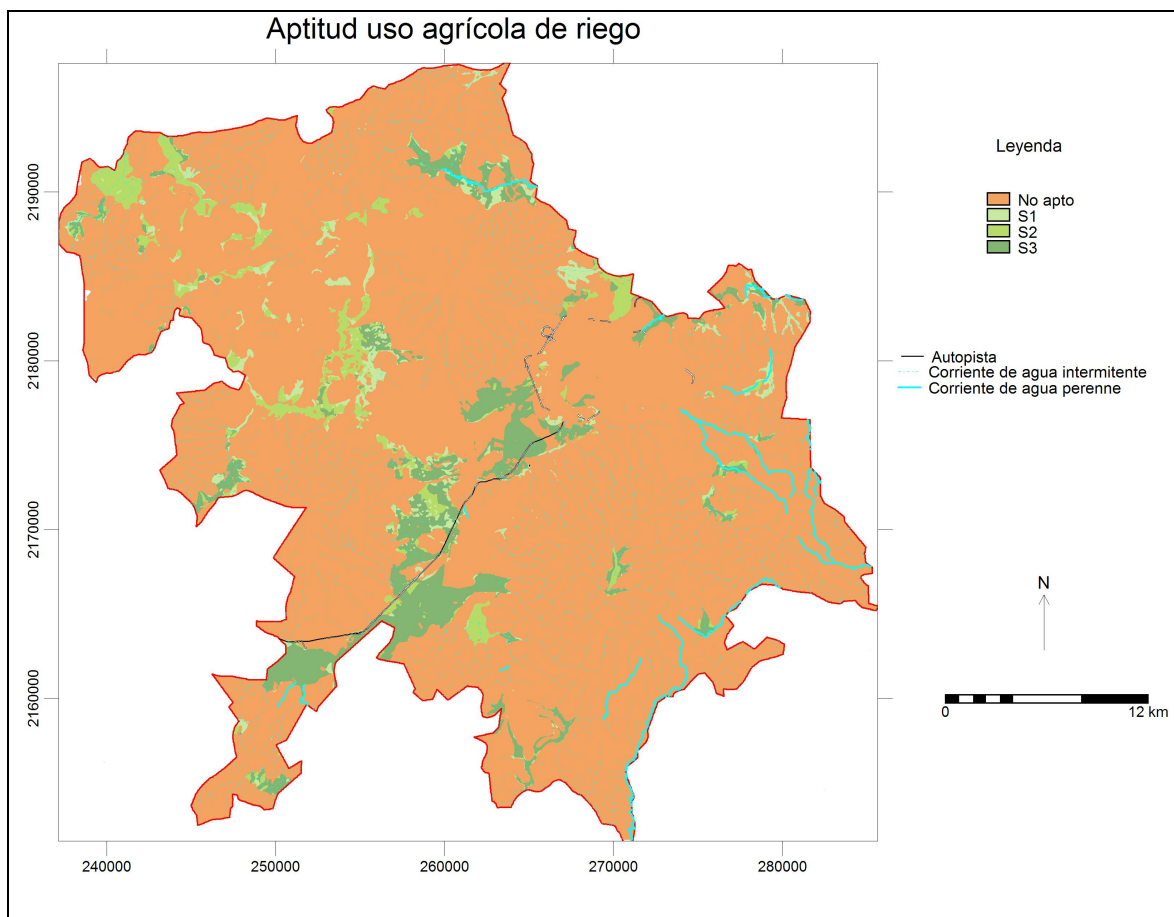 Aptitud uso agrícola de riego
Leyenda
No apto
S1
S2
S3
Autopista
Corriente de agua intermitente
Corriente de agua perenne
N
0 12 km
2190000
2180000
2170000
2160000
240000 250000 260000 270000 280000